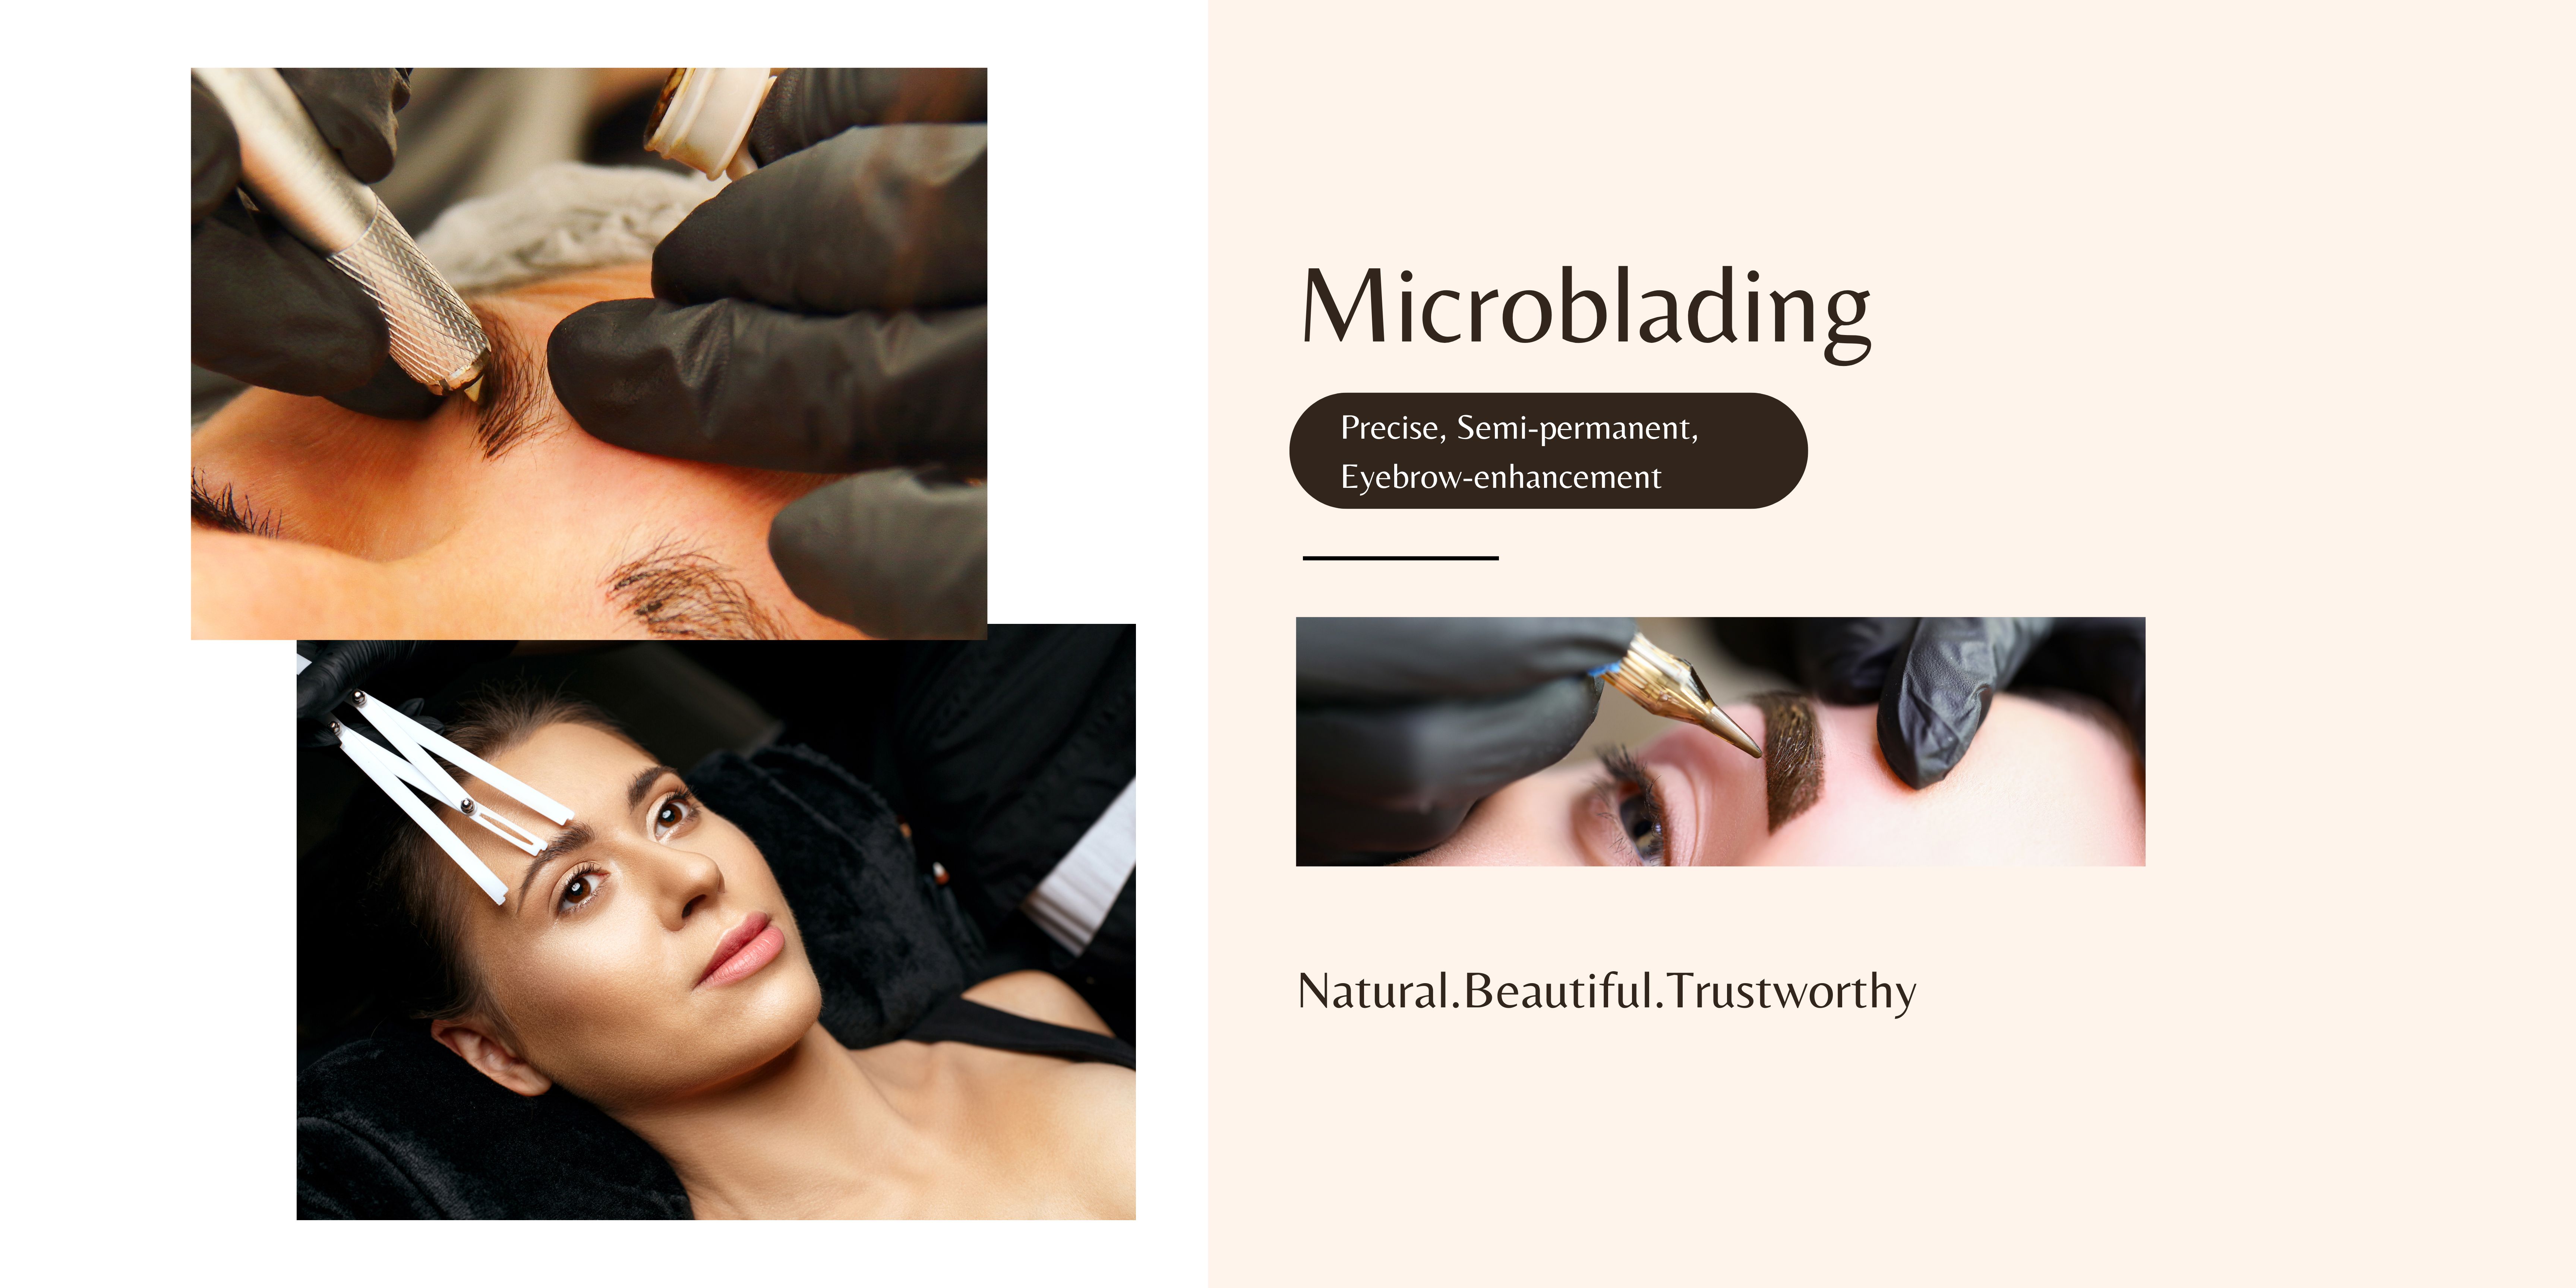 Microblading
Precise, Semi-permanent,
Eyebrow-enhancement
Natural.Beautiful.Trustworthy